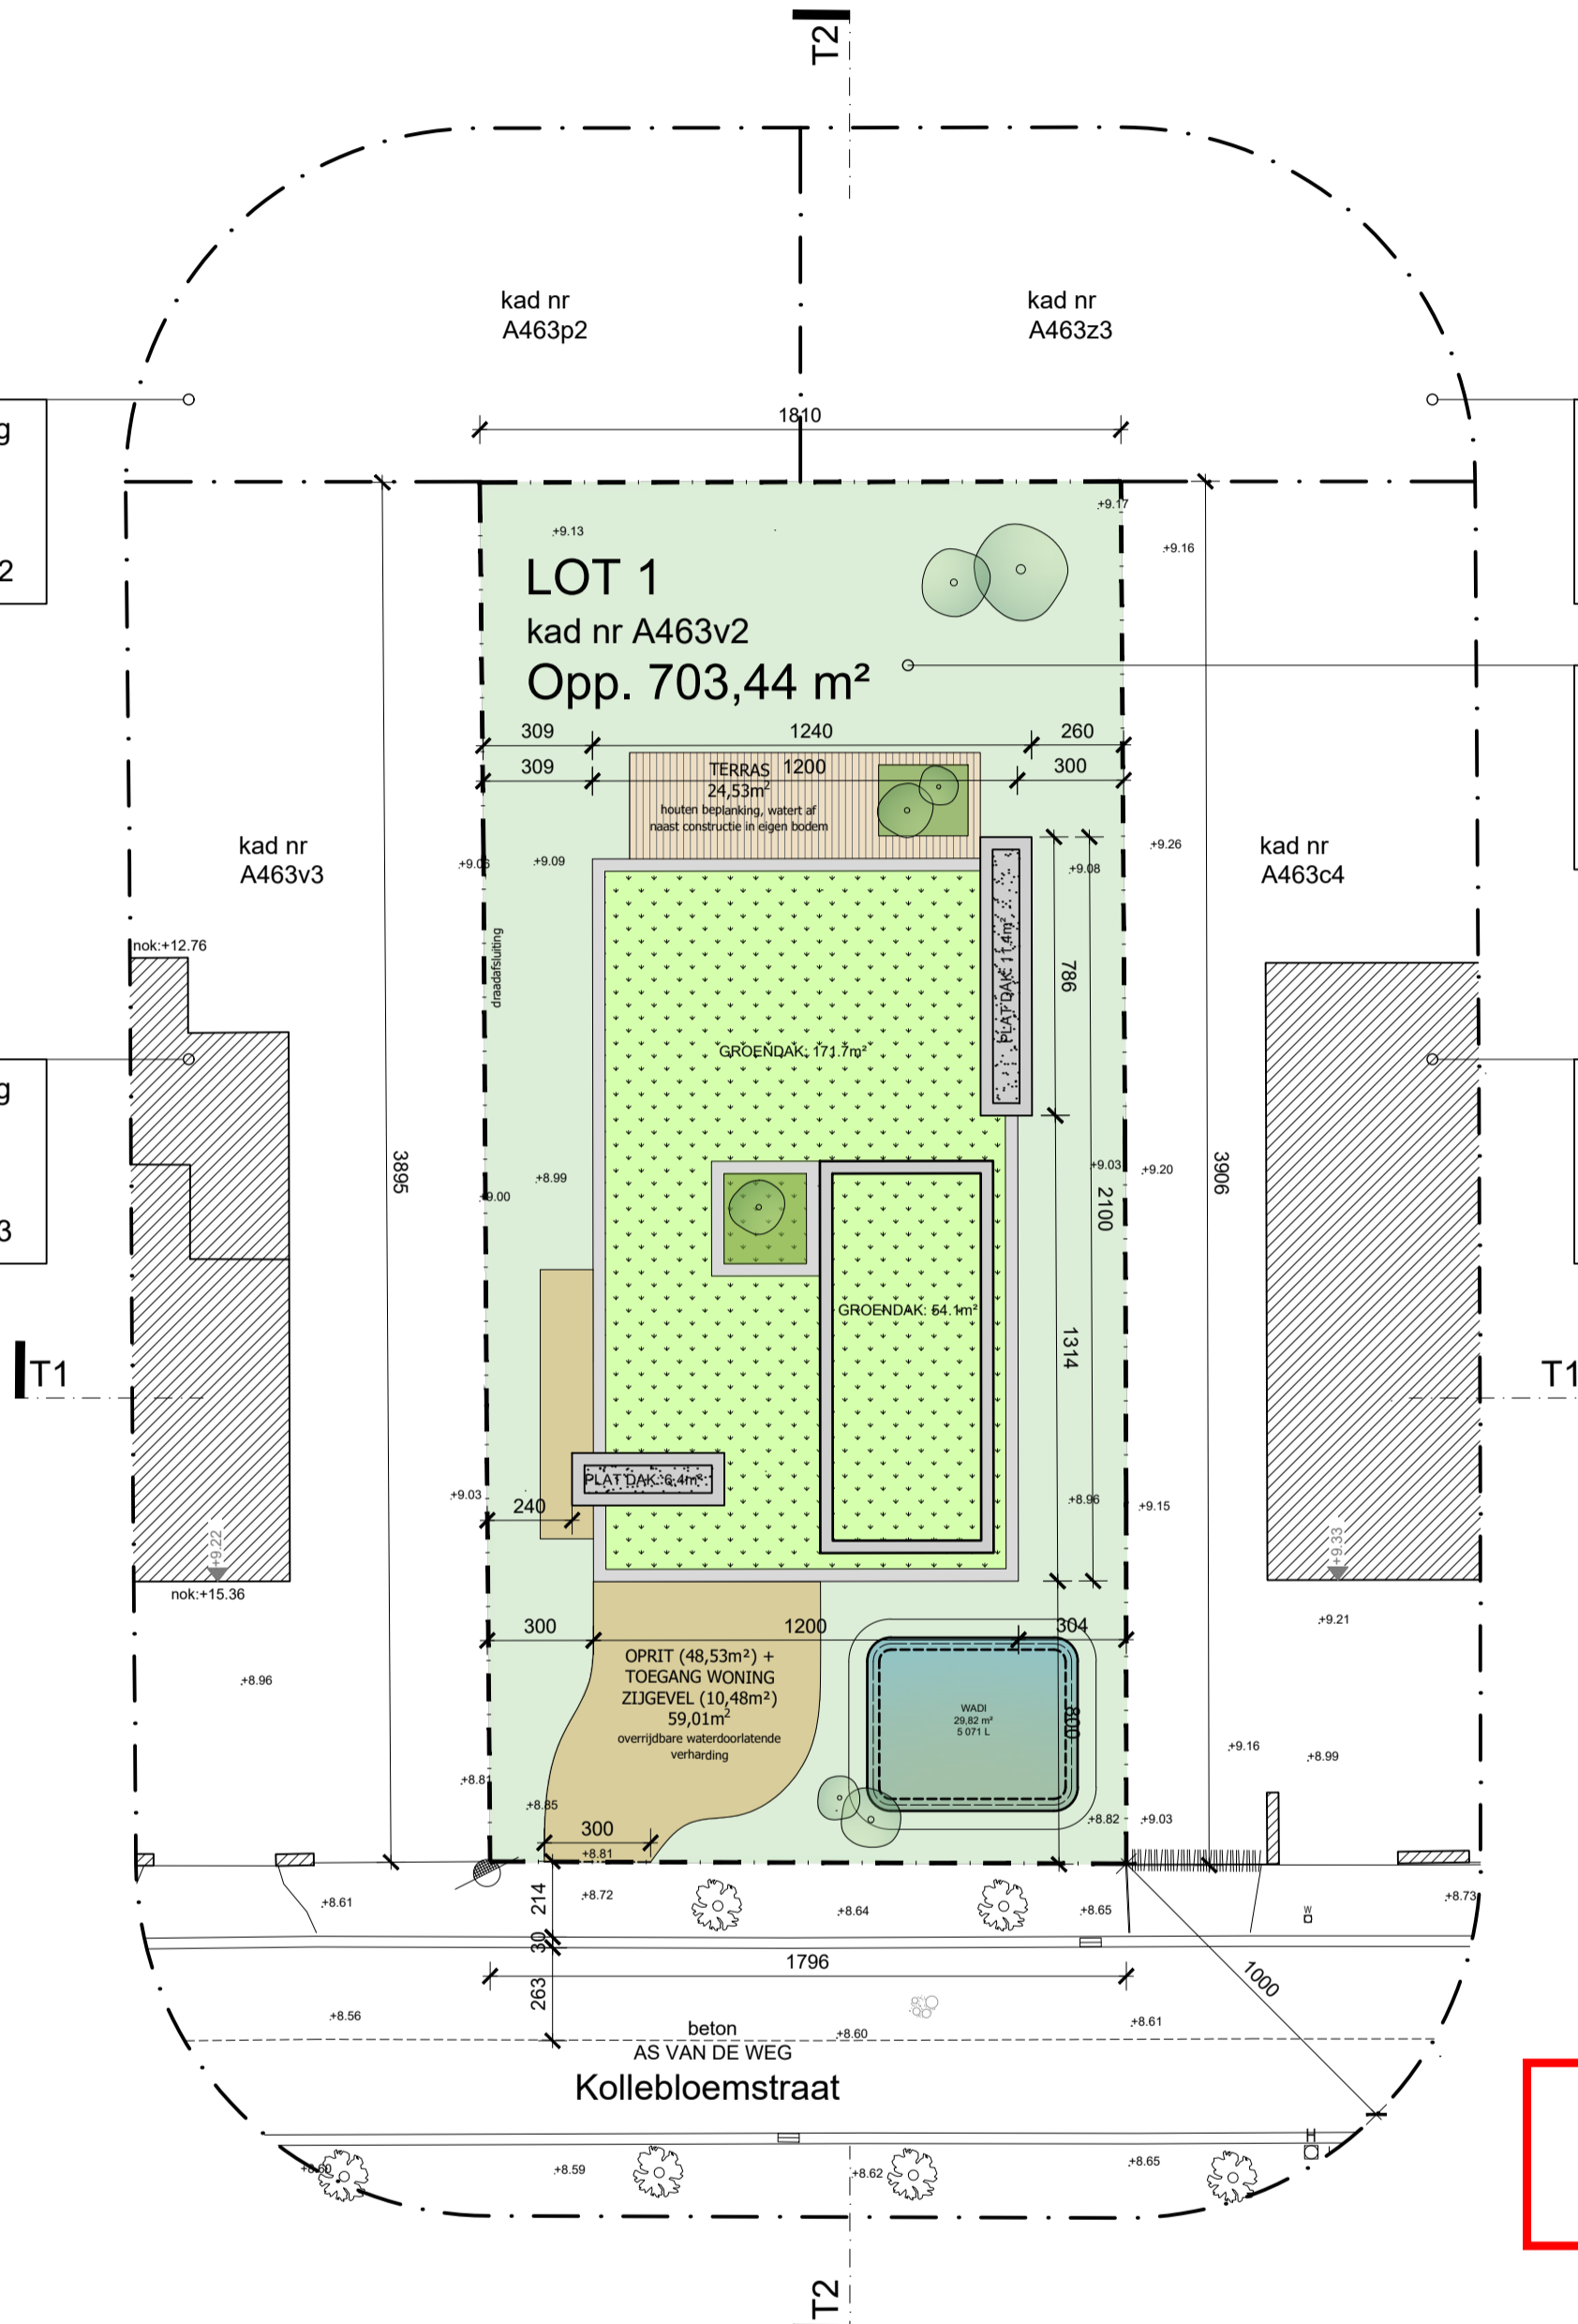 T2
kad nr
A463p2
kad nr
A463z3
g
2
1810
+9.13
+9.17
+9.16
LOT 1
kad nr A463v2
Opp. 703,44 m²
309
1240
260
309
1200
300
TERRAS
24,53m²
houten beplanking, watert af
naast constructie in eigen bodem
kad nr
A463v3
+9.06
+9.09
+9.08
+9.26
kad nr
A463c4
nok:+12.76
draadafsluiting
PLAT DAK: 11.4m²
786
GROENDAK: 171.7m²
g
3
3895
+9.00
+8.99
+9.03
+9.20
2100
3906
GROENDAK: 54.1m²
1314
T1
T1
PLAT DAK: 6.4m²
+9.03
240
+8.96
+9.15
+9.22
+9.33
nok:+15.36
300
1200
304
+9.21
+8.96
OPRIT (48,53m²) +
TOEGANG WONING
ZIJGEVEL (10,48m²)
59,01m²
overrijdbare waterdoorlatende
verharding
WADI
29,82 m²
5 071 L
800
+9.16
+8.99
+8.81
+8.85
+8.82
+9.03
300
+8.81
+8.61
214
+8.72
+8.64
+8.65
W
+8.73
30
1796
263
1000
+8.56
beton
+8.60
+8.61
AS VAN DE WEG
Kollebloemstraat
H
+8.60
+8.59
+8.62
+8.65
T2